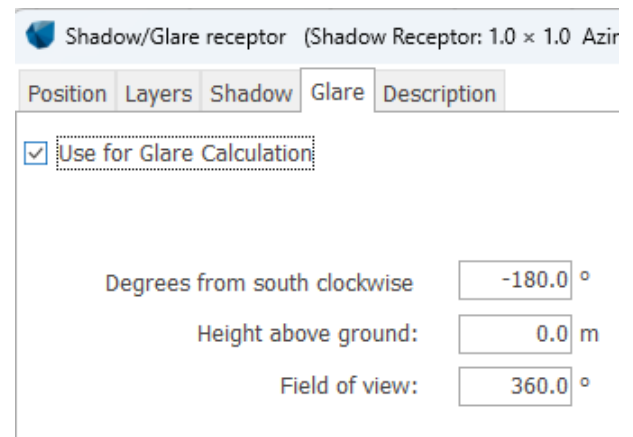 Shadow/Glare receptor (Shadow Receptor: 1.0 × 1.0 Azir
Position Layers Shadow Glare Description
Use for Glare Calculation
Degrees from south clockwise -180.0 º
Height above ground: 0.0 m
Field of view: 360.0 º